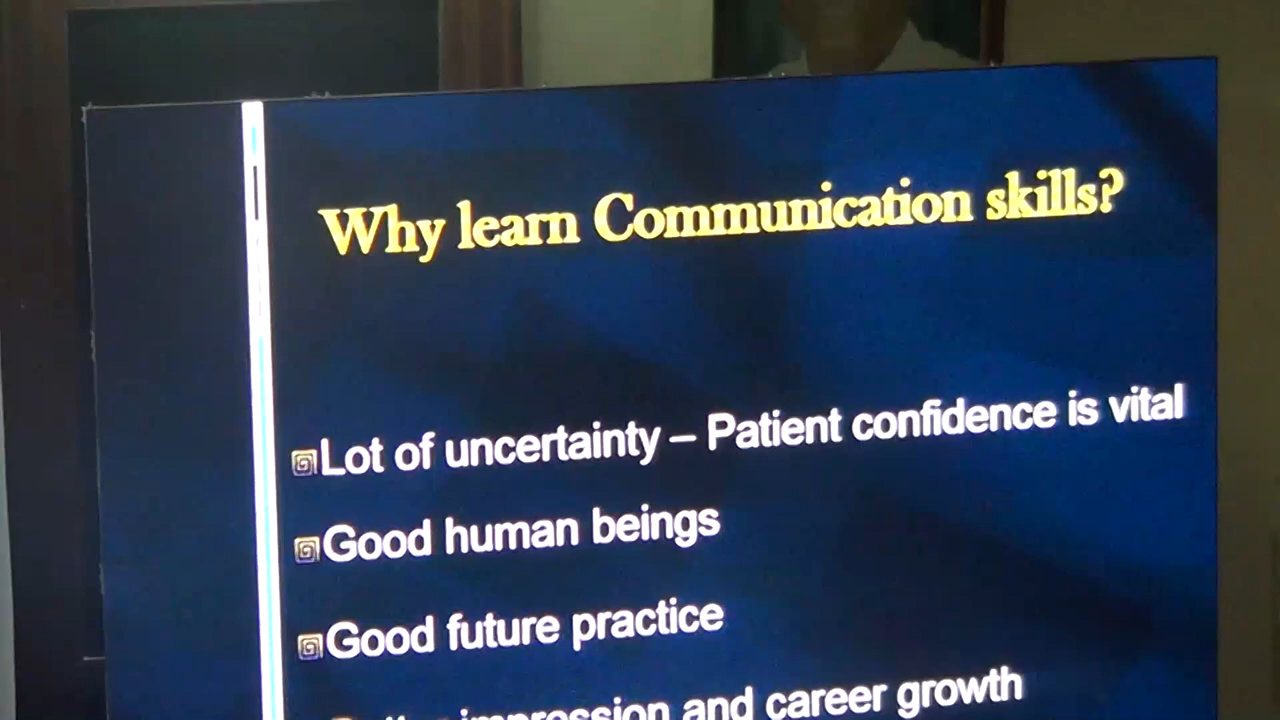 Why learn Communication skills?
Lot of uncertainty – Patient confidence is vital
Good human beings
Good future practice
impression and career growth